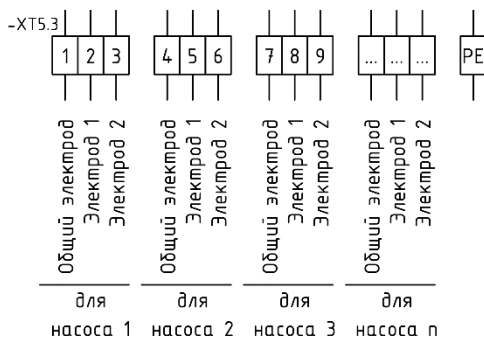 -XT5.3
1 2 3 4 5 6 7 8 9 ... ... ... PE
Общий электрод
Электрод 1
Электрод 2
Общий электрод
Электрод 1
Электрод 2
Общий электрод
Электрод 1
Электрод 2
Общий электрод
Электрод 1
Электрод 2
для
насоса 1
для
насоса 2
для
насоса 3
для
насоса n